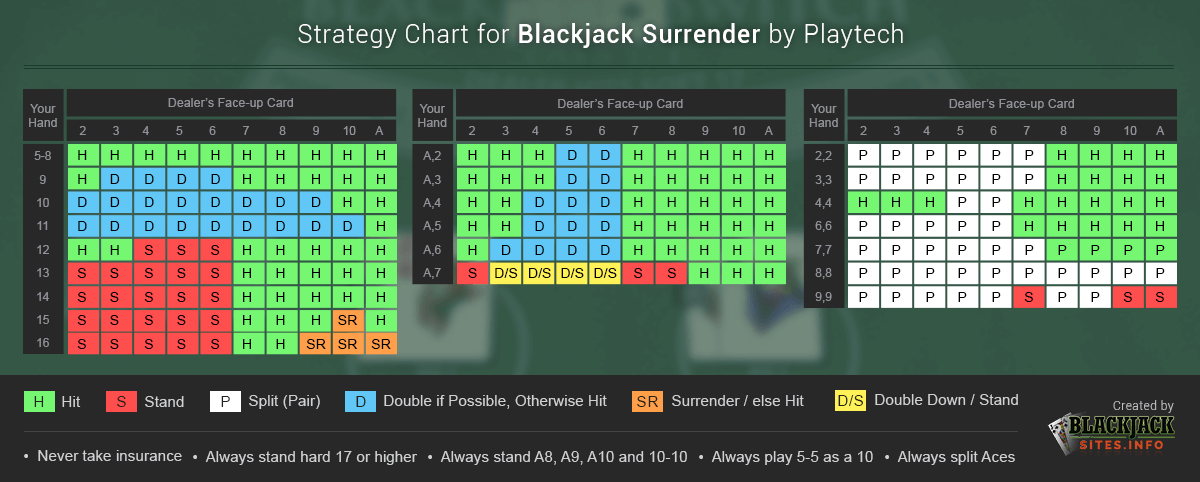 Strategy Chart for Blackjack Surrender by Playtech
Your Hand Dealer's Face-up Card
2 3 4 5 6 7 8 9 10 A
5-8 H H H H H H H H H H
9 H D D D D H H H H H
10 D D D D D D D D H H
11 D D D D D D D D D H
12 H H S S S H H H H H
13 S S S S S H H H H H
14 S S S S S H H H H H
15 S S S S S H H H SR H
16 S S S S S H H SR SR SR
Your Hand Dealer's Face-up Card
2 3 4 5 6 7 8 9 10 A
A,2 H H H D D H H H H H
A,3 H H H D D H H H H H
A,4 H H D D D H H H H H
A,5 H H D D D H H H H H
A,6 H D D D D H H H H H
A,7 S D/S D/S D/S D/S S S H H H
Your Hand Dealer's Face-up Card
2 3 4 5 6 7 8 9 10 A
2,2 P P P P P P H H H H
3,3 P P P P P P H H H H
4,4 H H H P P H H H H H
6,6 P P P P P H H H H H
7,7 P P P P P P P P P P
8,8 P P P P P P P P P P
9,9 P P P P P S P P S S
H Hit S Stand P Split (Pair) D Double if Possible, Otherwise Hit SR Surrender / else Hit D/S Double Down / Stand
Created by
BLACKJACK
SITES.INFO
• Never take insurance • Always stand hard 17 or higher • Always stand A8, A9, A10 and 10-10 • Always play 5-5 as a 10 • Always split Aces